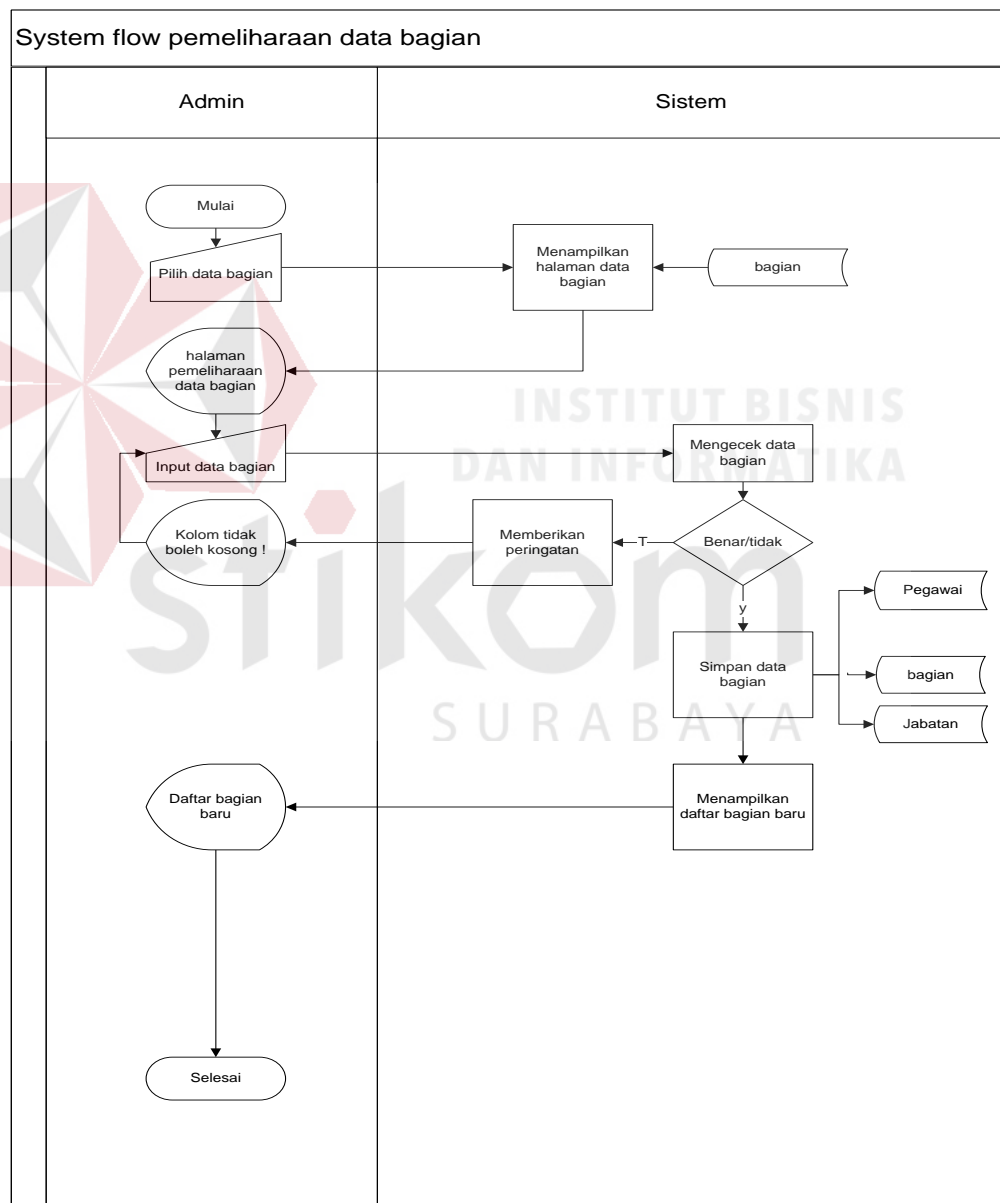 System flow pemeliharaan data bagian
Admin
Sistem
Mulai
Pilih data bagian
Menampilkan
halaman data
bagian
bagian
halaman
pemeliharaan
data bagian
INSTITUT BISNIS
DAN INFORMATIKA
Input data bagian
Mengecek data
bagian
Kolom tidak
boleh kosong !
Memberikan
peringatan
T
Benar/tidak
stikom
y
Pegawai
Simpan data
bagian
bagian
SURABAYA
Jabatan
Daftar bagian
baru
Menampilkan
daftar bagian baru
Selesai